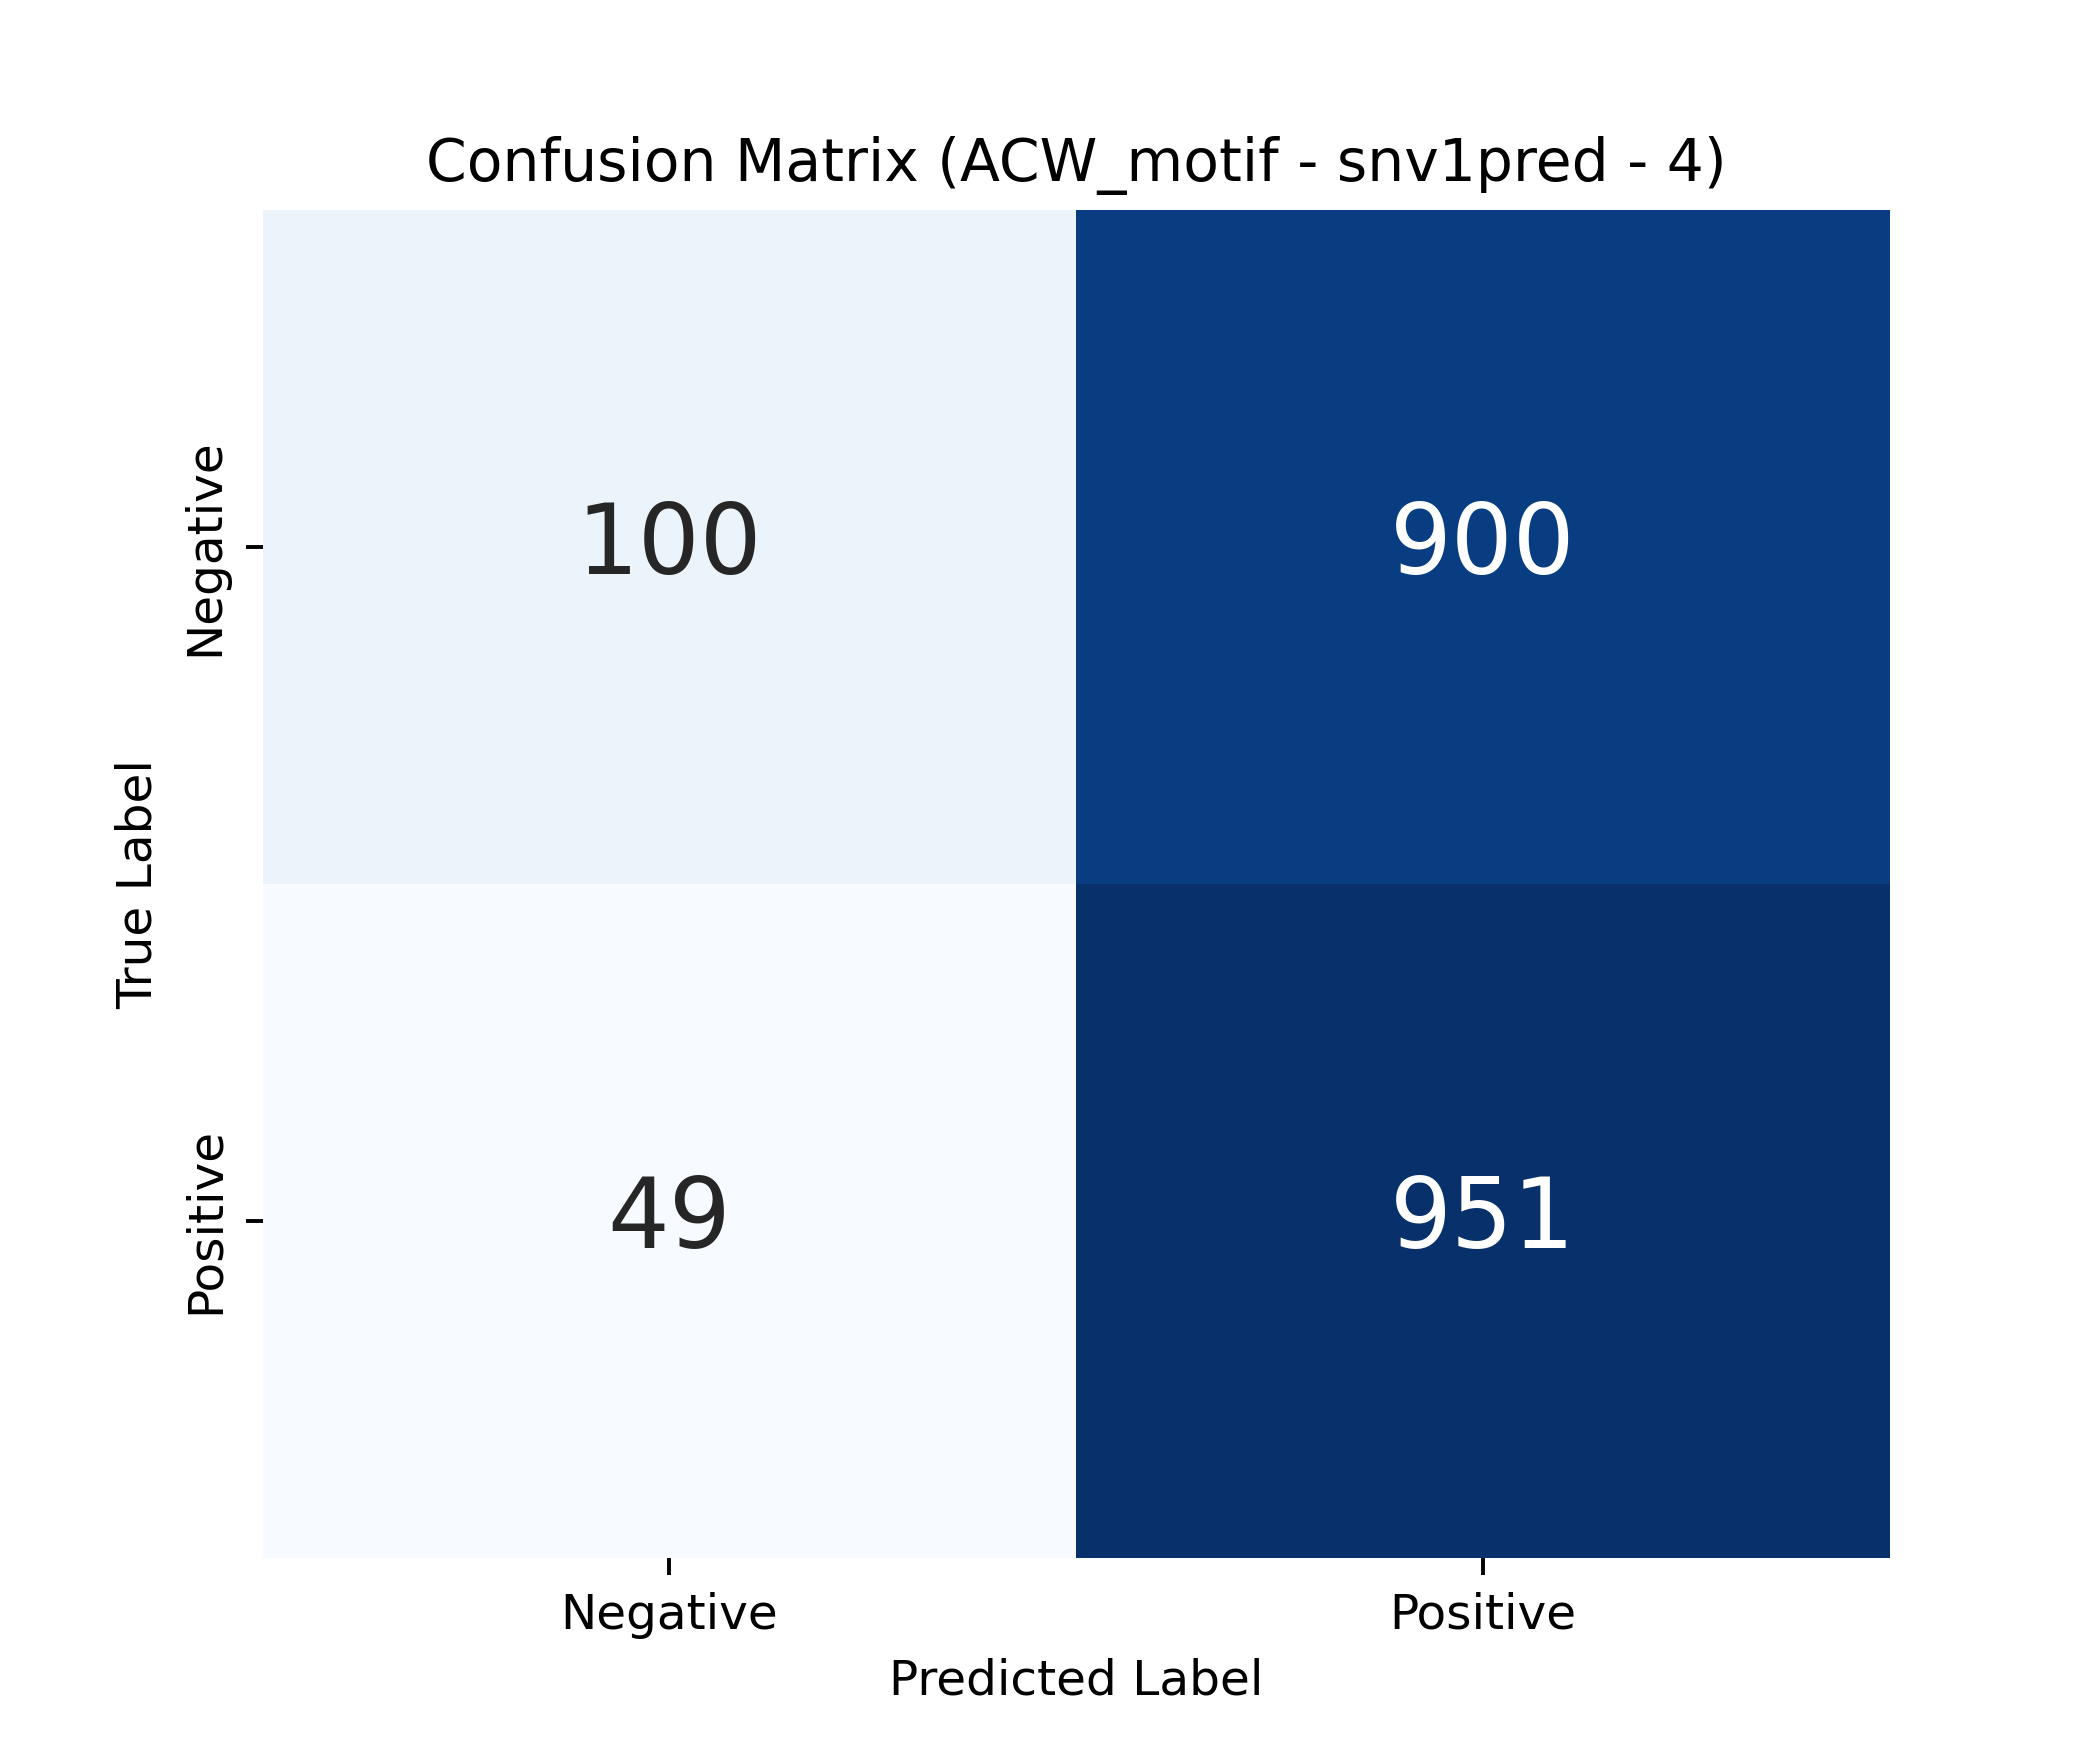 Confusion Matrix (ACW_motif - snv1pred - 4)
True Label
Negative
100
900
Positive
49
951
Negative
Positive
Predicted Label